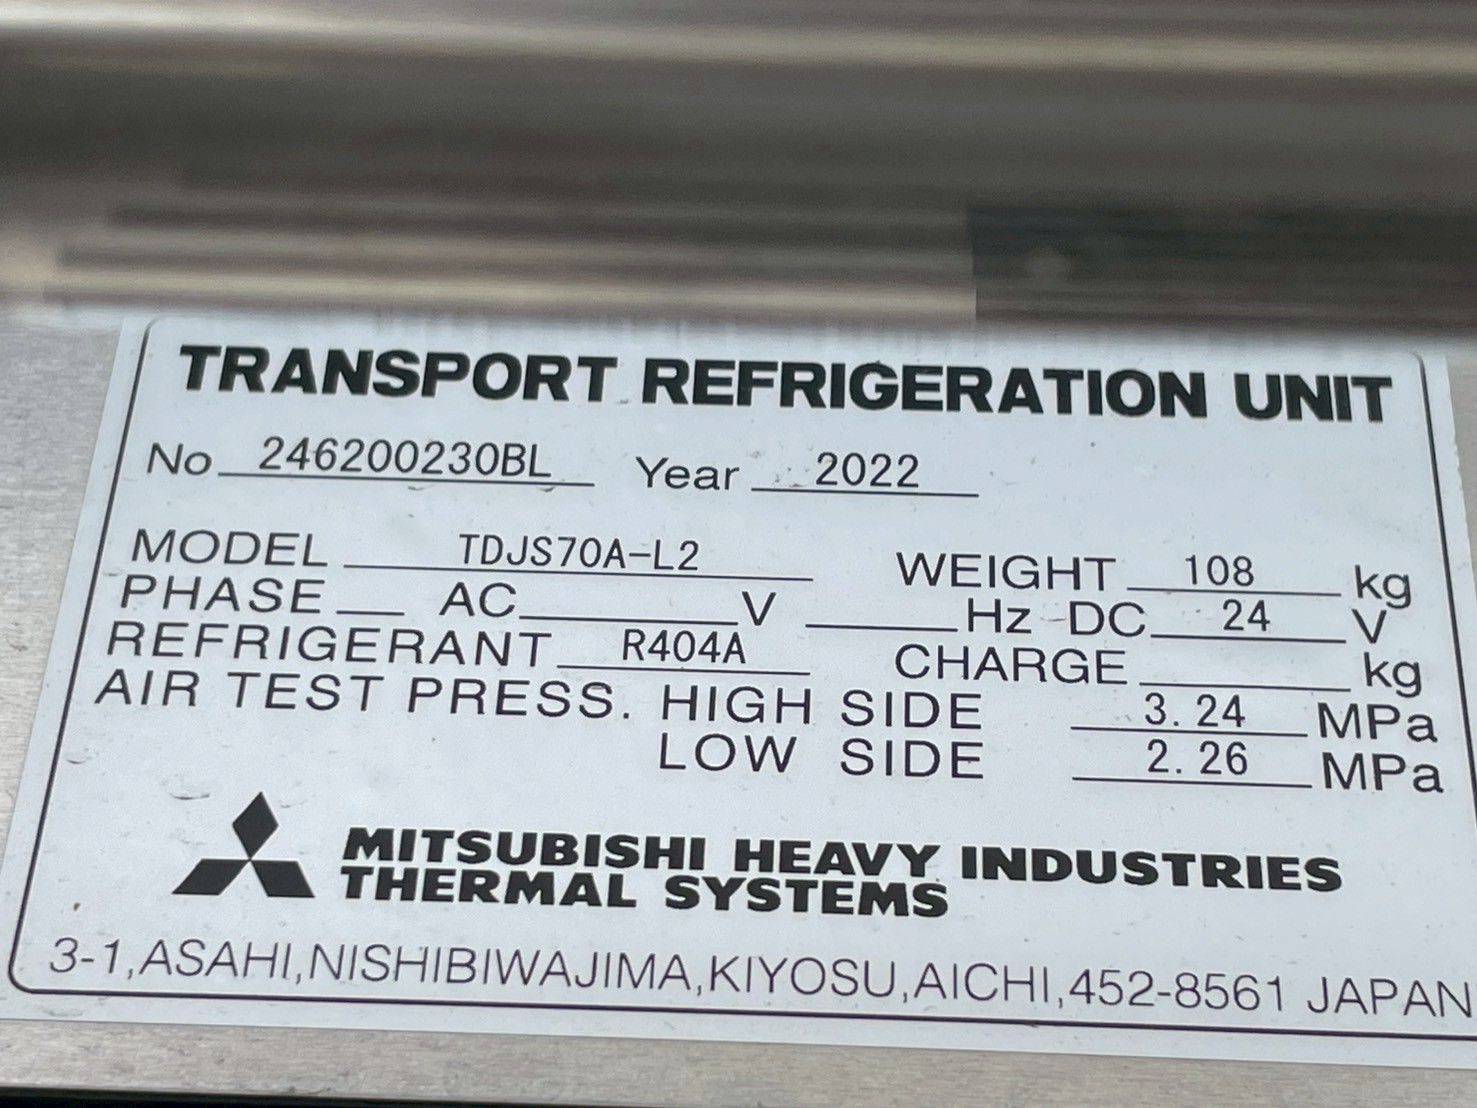 TRANSPORT REFRIGERATION UNIT
No 246200230BL Year 2022
MODEL TDJS70A-L2 WEIGHT 108 kg
PHASE AC V Hz DC 24 V
REFRIGERANT R404A CHARGE kg
AIR TEST PRESS. HIGH SIDE 3.24 MPa
LOW SIDE 2.26 MPa
MITSUBISHI HEAVY INDUSTRIES
THERMAL SYSTEMS
3-1,ASAHI,NISHIBIWAJIMA,KIYOSU,AICHI,452-8561 JAPAN